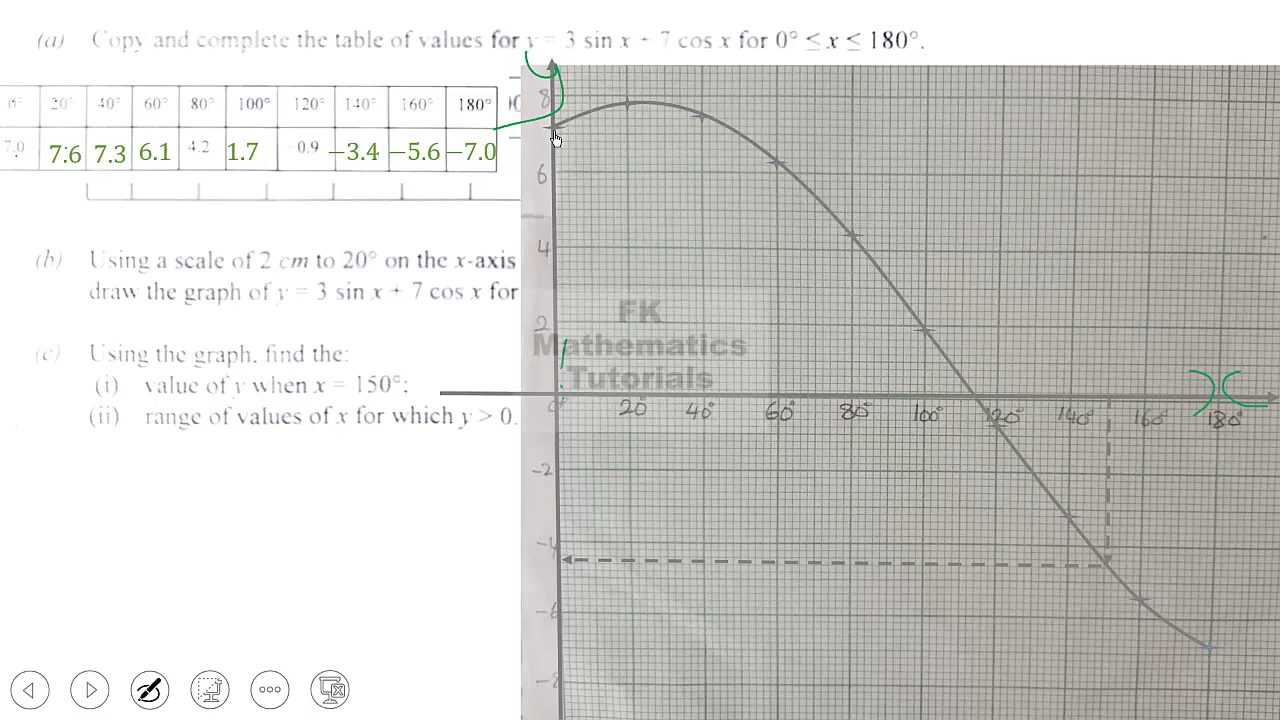 (a) Copy and complete the table of values for y = 3 sin x + 7 cos x for 0° ≤ x ≤ 180°.
0° 20° 40° 60° 80° 100° 120° 140° 160° 180°
7.0 7.6 7.3 6.1 4.2 1.7 -0.9 −3.4 −5.6 −7.0
(b) Using a scale of 2 cm to 20° on the x-axis
draw the graph of y = 3 sin x + 7 cos x for
(c) Using the graph, find the:
(i) value of y when x = 150°;
(ii) range of values of x for which y > 0.
8
6
4
2
FK
Mathematics
Tutorials
0° 20° 40° 60° 80° 100° 120° 140° 160° 180°
-2
-4
-6
-8